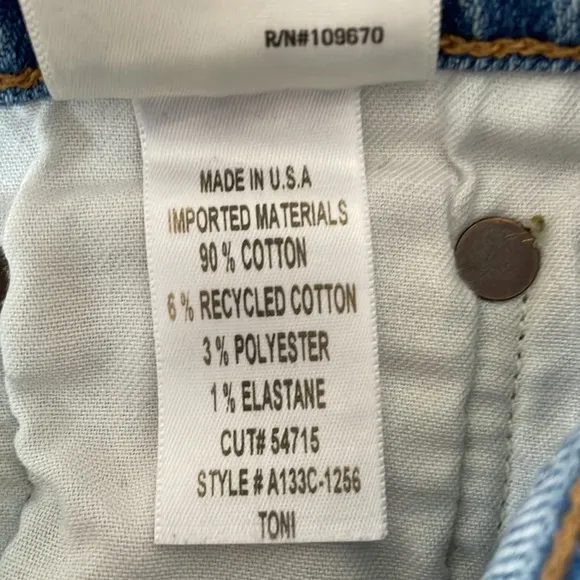 R/N#109670
MADE IN U.S.A
IMPORTED MATERIALS
90 % COTTON
6 % RECYCLED COTTON
3 % POLYESTER
1 % ELASTANE
CUT# 54715
STYLE # A133C-1256
TONI